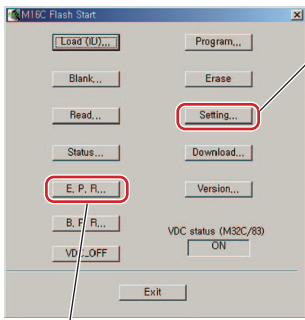 M16C Flash Start
Load (ID)...
Program...
Blank...
Erase
Read...
Setting...
Status...
Download...
E. P. R...
Version...
B. P. R...
VDC status (M32C/83)
VDC_OFF
ON
Exit